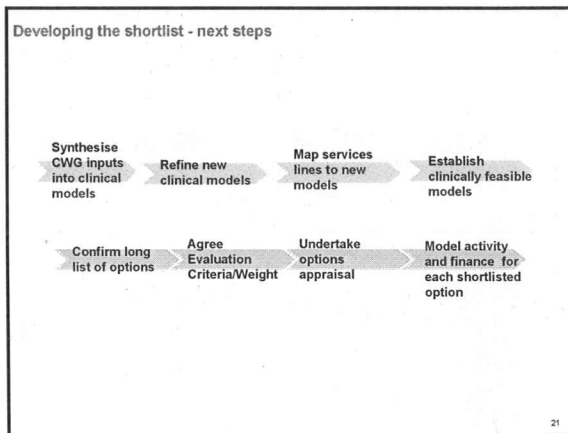 Developing the shortlist - next steps
Synthesise
CWG inputs
into clinical
models
Refine new
clinical models
Map services
lines to new
models
Establish
clinically feasible
models
Confirm long
list of options
Agree
Evaluation
Criteria/Weight
Undertake
options
appraisal
Model activity
and finance for
each shortlisted
option
21